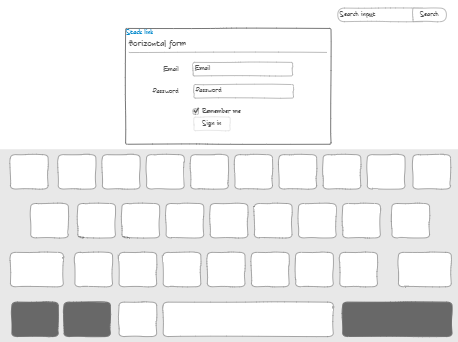 Search input Search
Stack link
Horizontal form
Email Email
Password Password
Remember me
Sign in